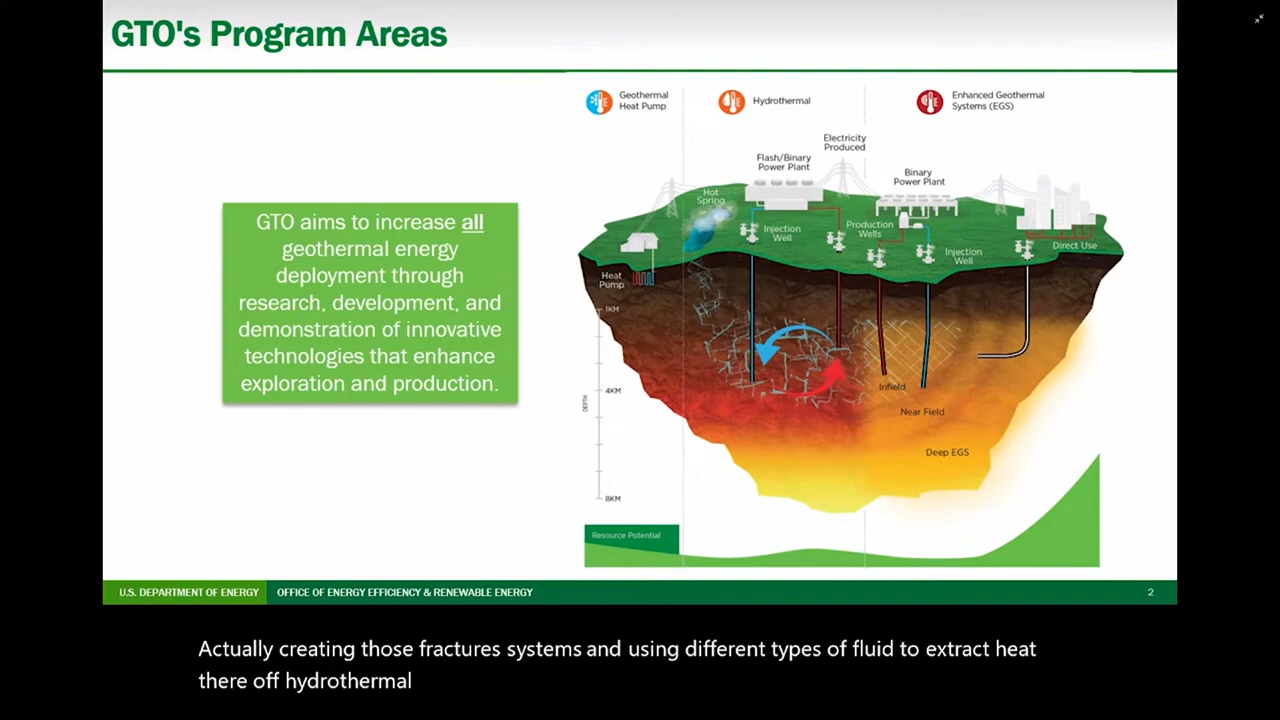 GTO's Program Areas
Geothermal
Heat Pump
Hydrothermal
Enhanced Geothermal
Systems (EGS)
Electricity
Produced
Flash/Binary
Power Plant
Binary
Power Plant
Hot
Spring
Injection
Well
Production
Wells
Injection
Well
Direct Use
Heat
Pump
1KM
4KM
DEPTH
8KM
Infield
Near Field
Deep EGS
Resource Potential
GTO aims to increase all
geothermal energy
deployment through
research, development, and
demonstration of innovative
technologies that enhance
exploration and production.
U.S. DEPARTMENT OF ENERGY OFFICE OF ENERGY EFFICIENCY & RENEWABLE ENERGY 2
Actually creating those fractures systems and using different types of fluid to extract heat
there off hydrothermal